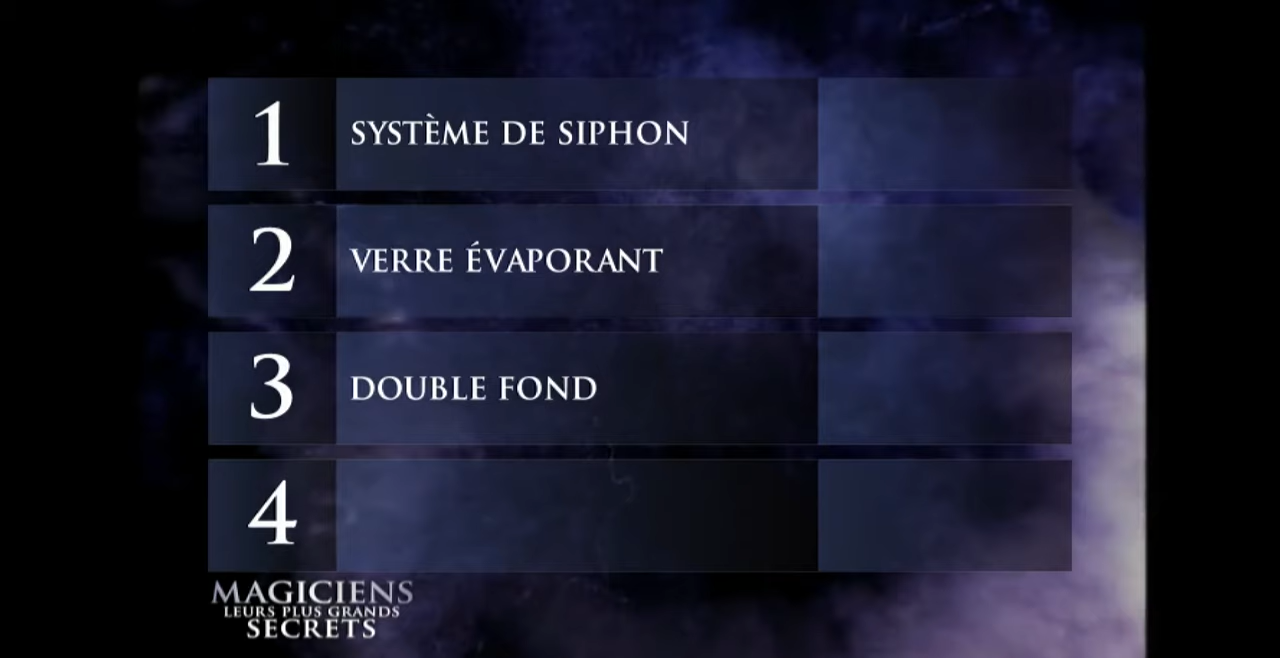 1
SYSTÈME DE SIPHON
2
VERRE ÉVAPORANT
3
DOUBLE FOND
4
MAGICIENS
LEURS PLUS GRANDS
SECRETS